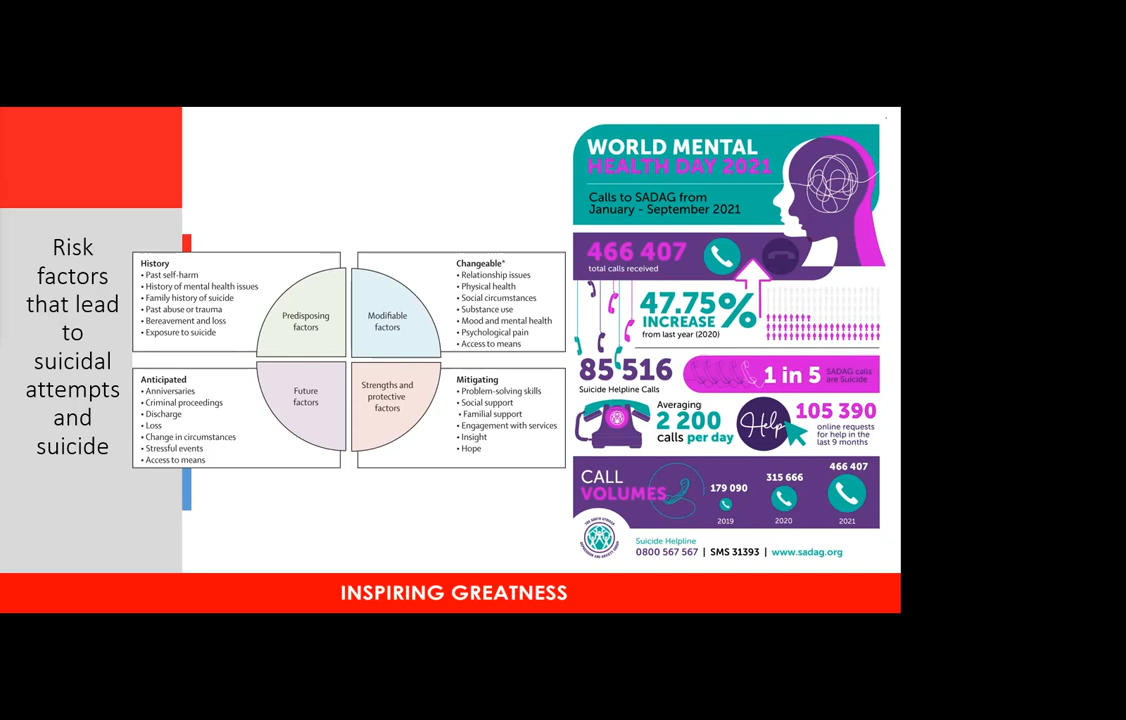 Risk
factors
that lead
to
suicidal
attempts
and
suicide
History
• Past self-harm
• History of mental health issues
• Family history of suicide
• Past abuse or trauma
• Bereavement and loss
• Exposure to suicide
Predisposing
factors
Modifiable
factors
Changeable*
• Relationship issues
• Physical health
• Social circumstances
• Substance use
• Mood and mental health
• Psychological pain
• Access to means
Anticipated
• Anniversaries
• Criminal proceedings
• Discharge
• Loss
• Change in circumstances
• Stressful events
• Access to means
Future
factors
Strengths and
protective
factors
Mitigating
• Problem-solving skills
• Social support
• Familial support
• Engagement with services
• Insight
• Hope
WORLD MENTAL
HEALTH DAY 2021
Calls to SADAG from
January - September 2021
466 407
total calls received
47.75%
INCREASE
from last year (2020)
85 516
Suicide Helpline Calls
1 in 5
SADAG calls
are Suicide
Averaging
2 200
calls per day
Help
105 390
online requests
for help in the
last 9 months
CALL
VOLUMES
179 090
2019
315 666
2020
466 407
2021
Suicide Helpline
0800 567 567 | SMS 31393 | www.sadag.org
INSPIRING GREATNESS